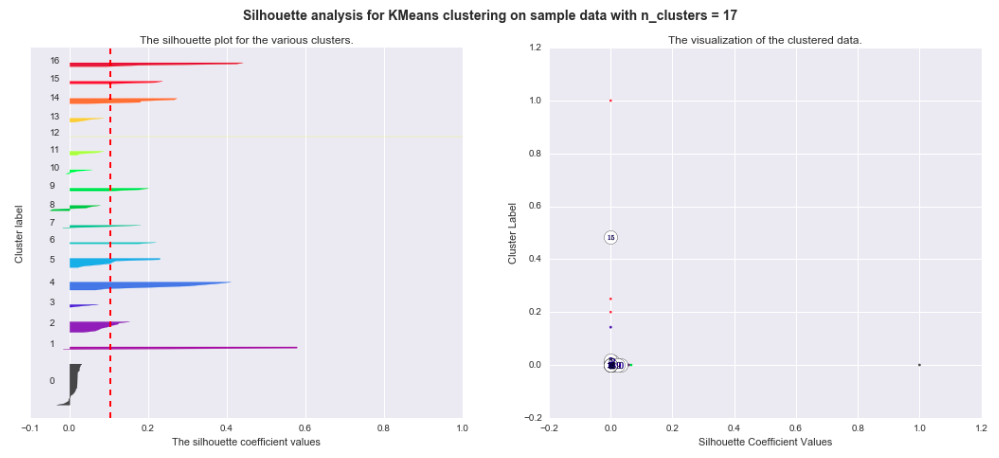 Silhouette analysis for KMeans clustering on sample data with n_clusters = 17
The silhouette plot for the various clusters.
16
15
14
13
12
11
10
9
8
7
6
5
4
3
2
1
0
Cluster label
−0.1 0.0 0.2 0.4 0.6 0.8 1.0
The silhouette coefficient values
The visualization of the clustered data.
1.2
1.0
0.8
0.6
0.4
0.2
0.0
−0.2
Cluster Label
15
−0.2 0.0 0.2 0.4 0.6 0.8 1.0 1.2
Silhouette Coefficient Values